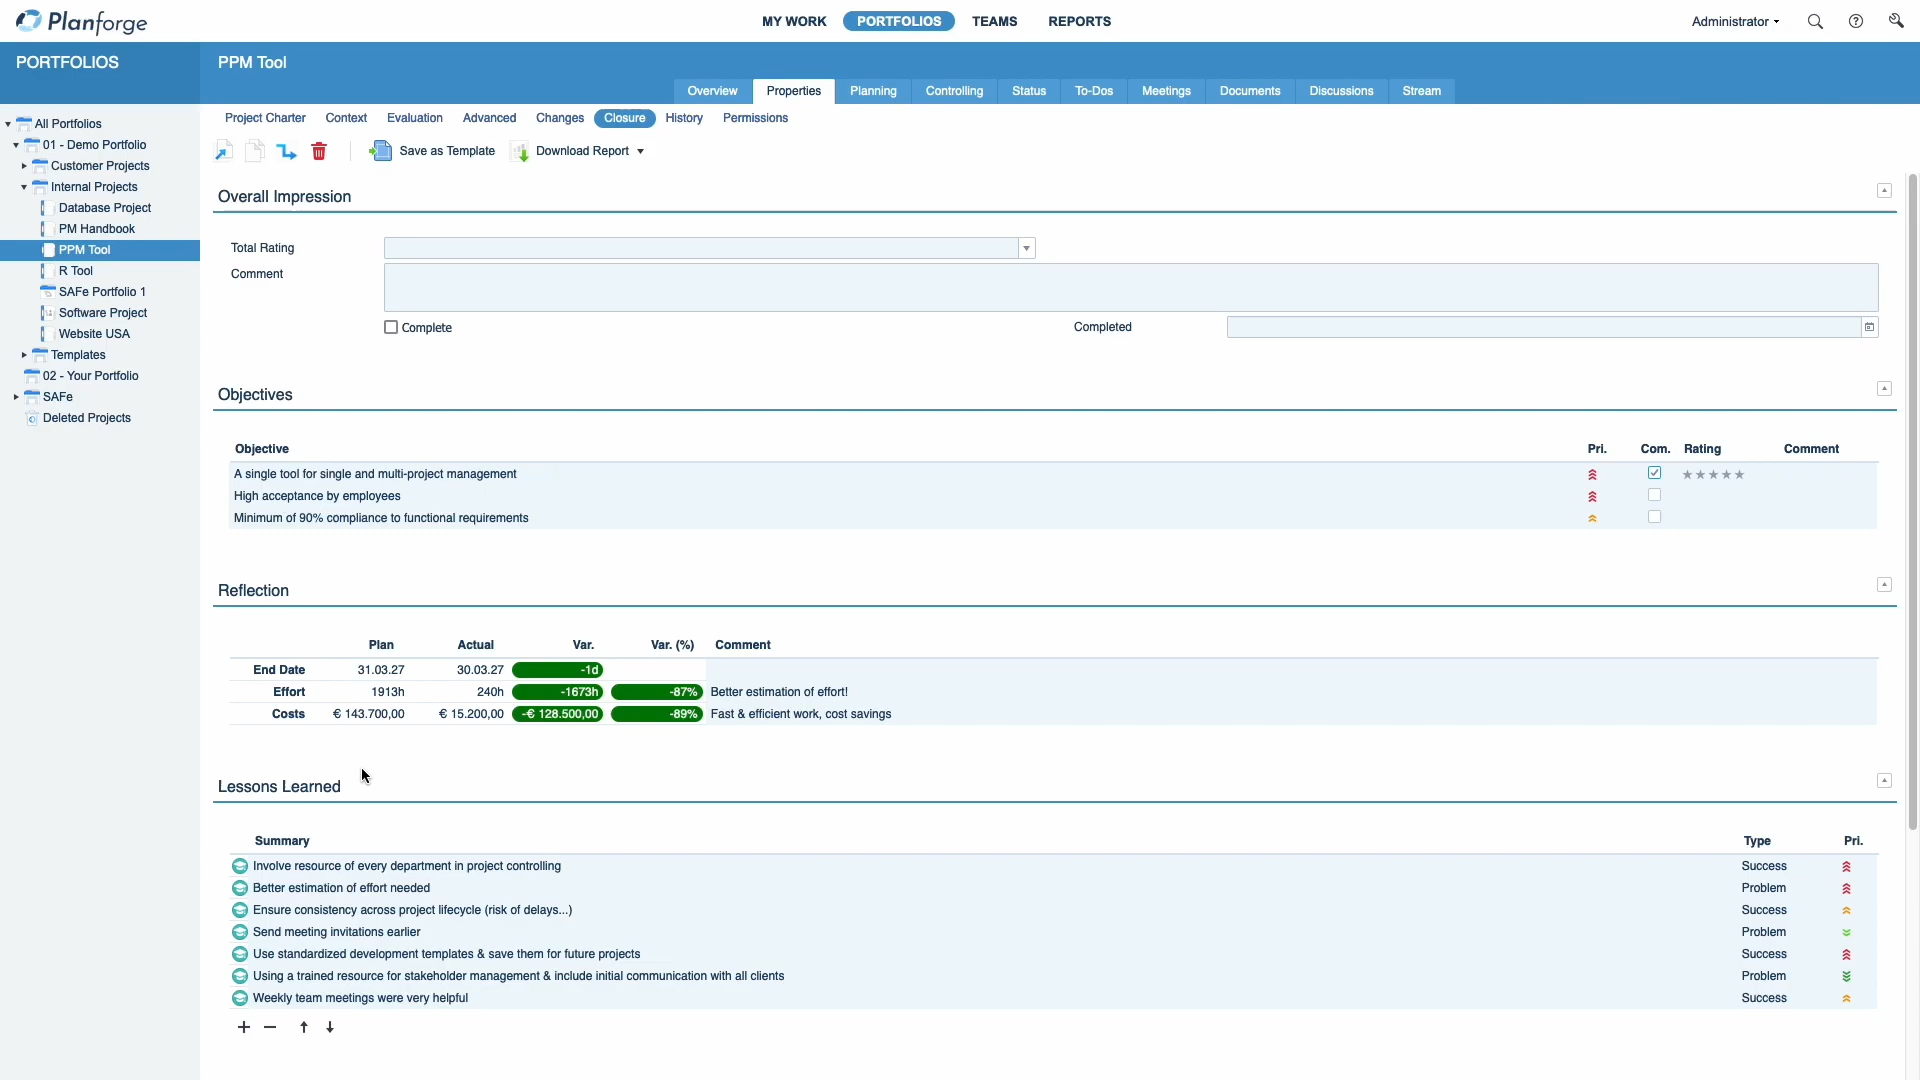 Planforge
MY WORK PORTFOLIOS TEAMS REPORTS
Administrator
PORTFOLIOS
PPM Tool
Overview Properties Planning Controlling Status To-Dos Meetings Documents Discussions Stream
Project Charter Context Evaluation Advanced Changes Closure History Permissions
Save as Template Download Report
All Portfolios
01 - Demo Portfolio
Customer Projects
Internal Projects
Database Project
PM Handbook
PPM Tool
R Tool
SAFe Portfolio 1
Software Project
Website USA
Templates
02 - Your Portfolio
SAFe
Deleted Projects
Overall Impression
Total Rating
Comment
Complete Completed
Objectives
Objective Pri. Com. Rating Comment
A single tool for single and multi-project management
High acceptance by employees
Minimum of 90% compliance to functional requirements
Reflection
Plan Actual Var. Var. (%) Comment
End Date 31.03.27 30.03.27 -1d
Effort 1913h 240h -1673h -87% Better estimation of effort!
Costs € 143.700,00 € 15.200,00 -€ 128.500,00 -89% Fast & efficient work, cost savings
Lessons Learned
Summary Type Pri.
Involve resource of every department in project controlling Success
Better estimation of effort needed Problem
Ensure consistency across project lifecycle (risk of delays...) Success
Send meeting invitations earlier Problem
Use standardized development templates & save them for future projects Success
Using a trained resource for stakeholder management & include initial communication with all clients Problem
Weekly team meetings were very helpful Success